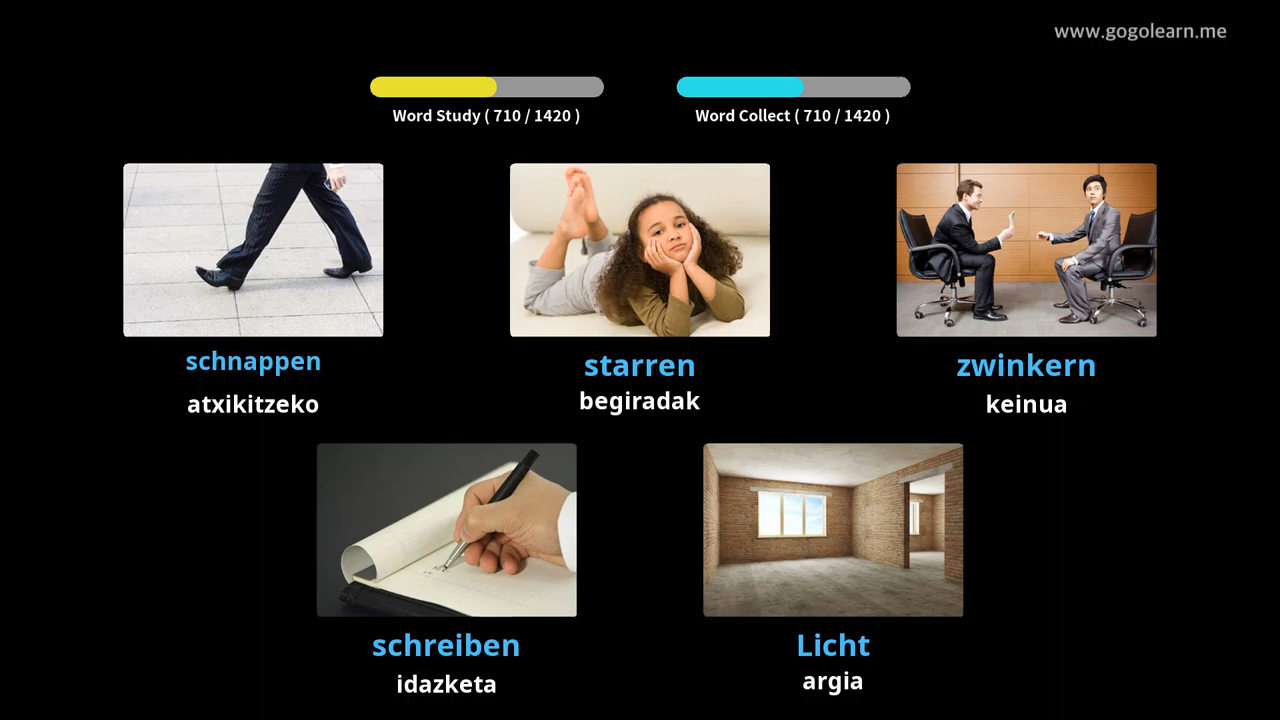 www.gogolearn.me
Word Study ( 710 / 1420 )
Word Collect ( 710 / 1420 )
schnappen
starren
zwinkern
atxikitzeko
begiradak
keinua
schreiben
Licht
idazketa
argia